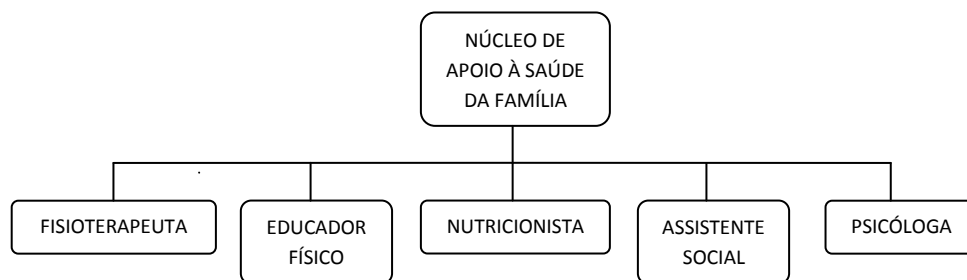 NÚCLEO DE
APOIO À SAÚDE
DA FAMÍLIA
FISIOTERAPEUTA
EDUCADOR
FÍSICO
NUTRICIONISTA
ASSISTENTE
SOCIAL
PSICÓLOGA